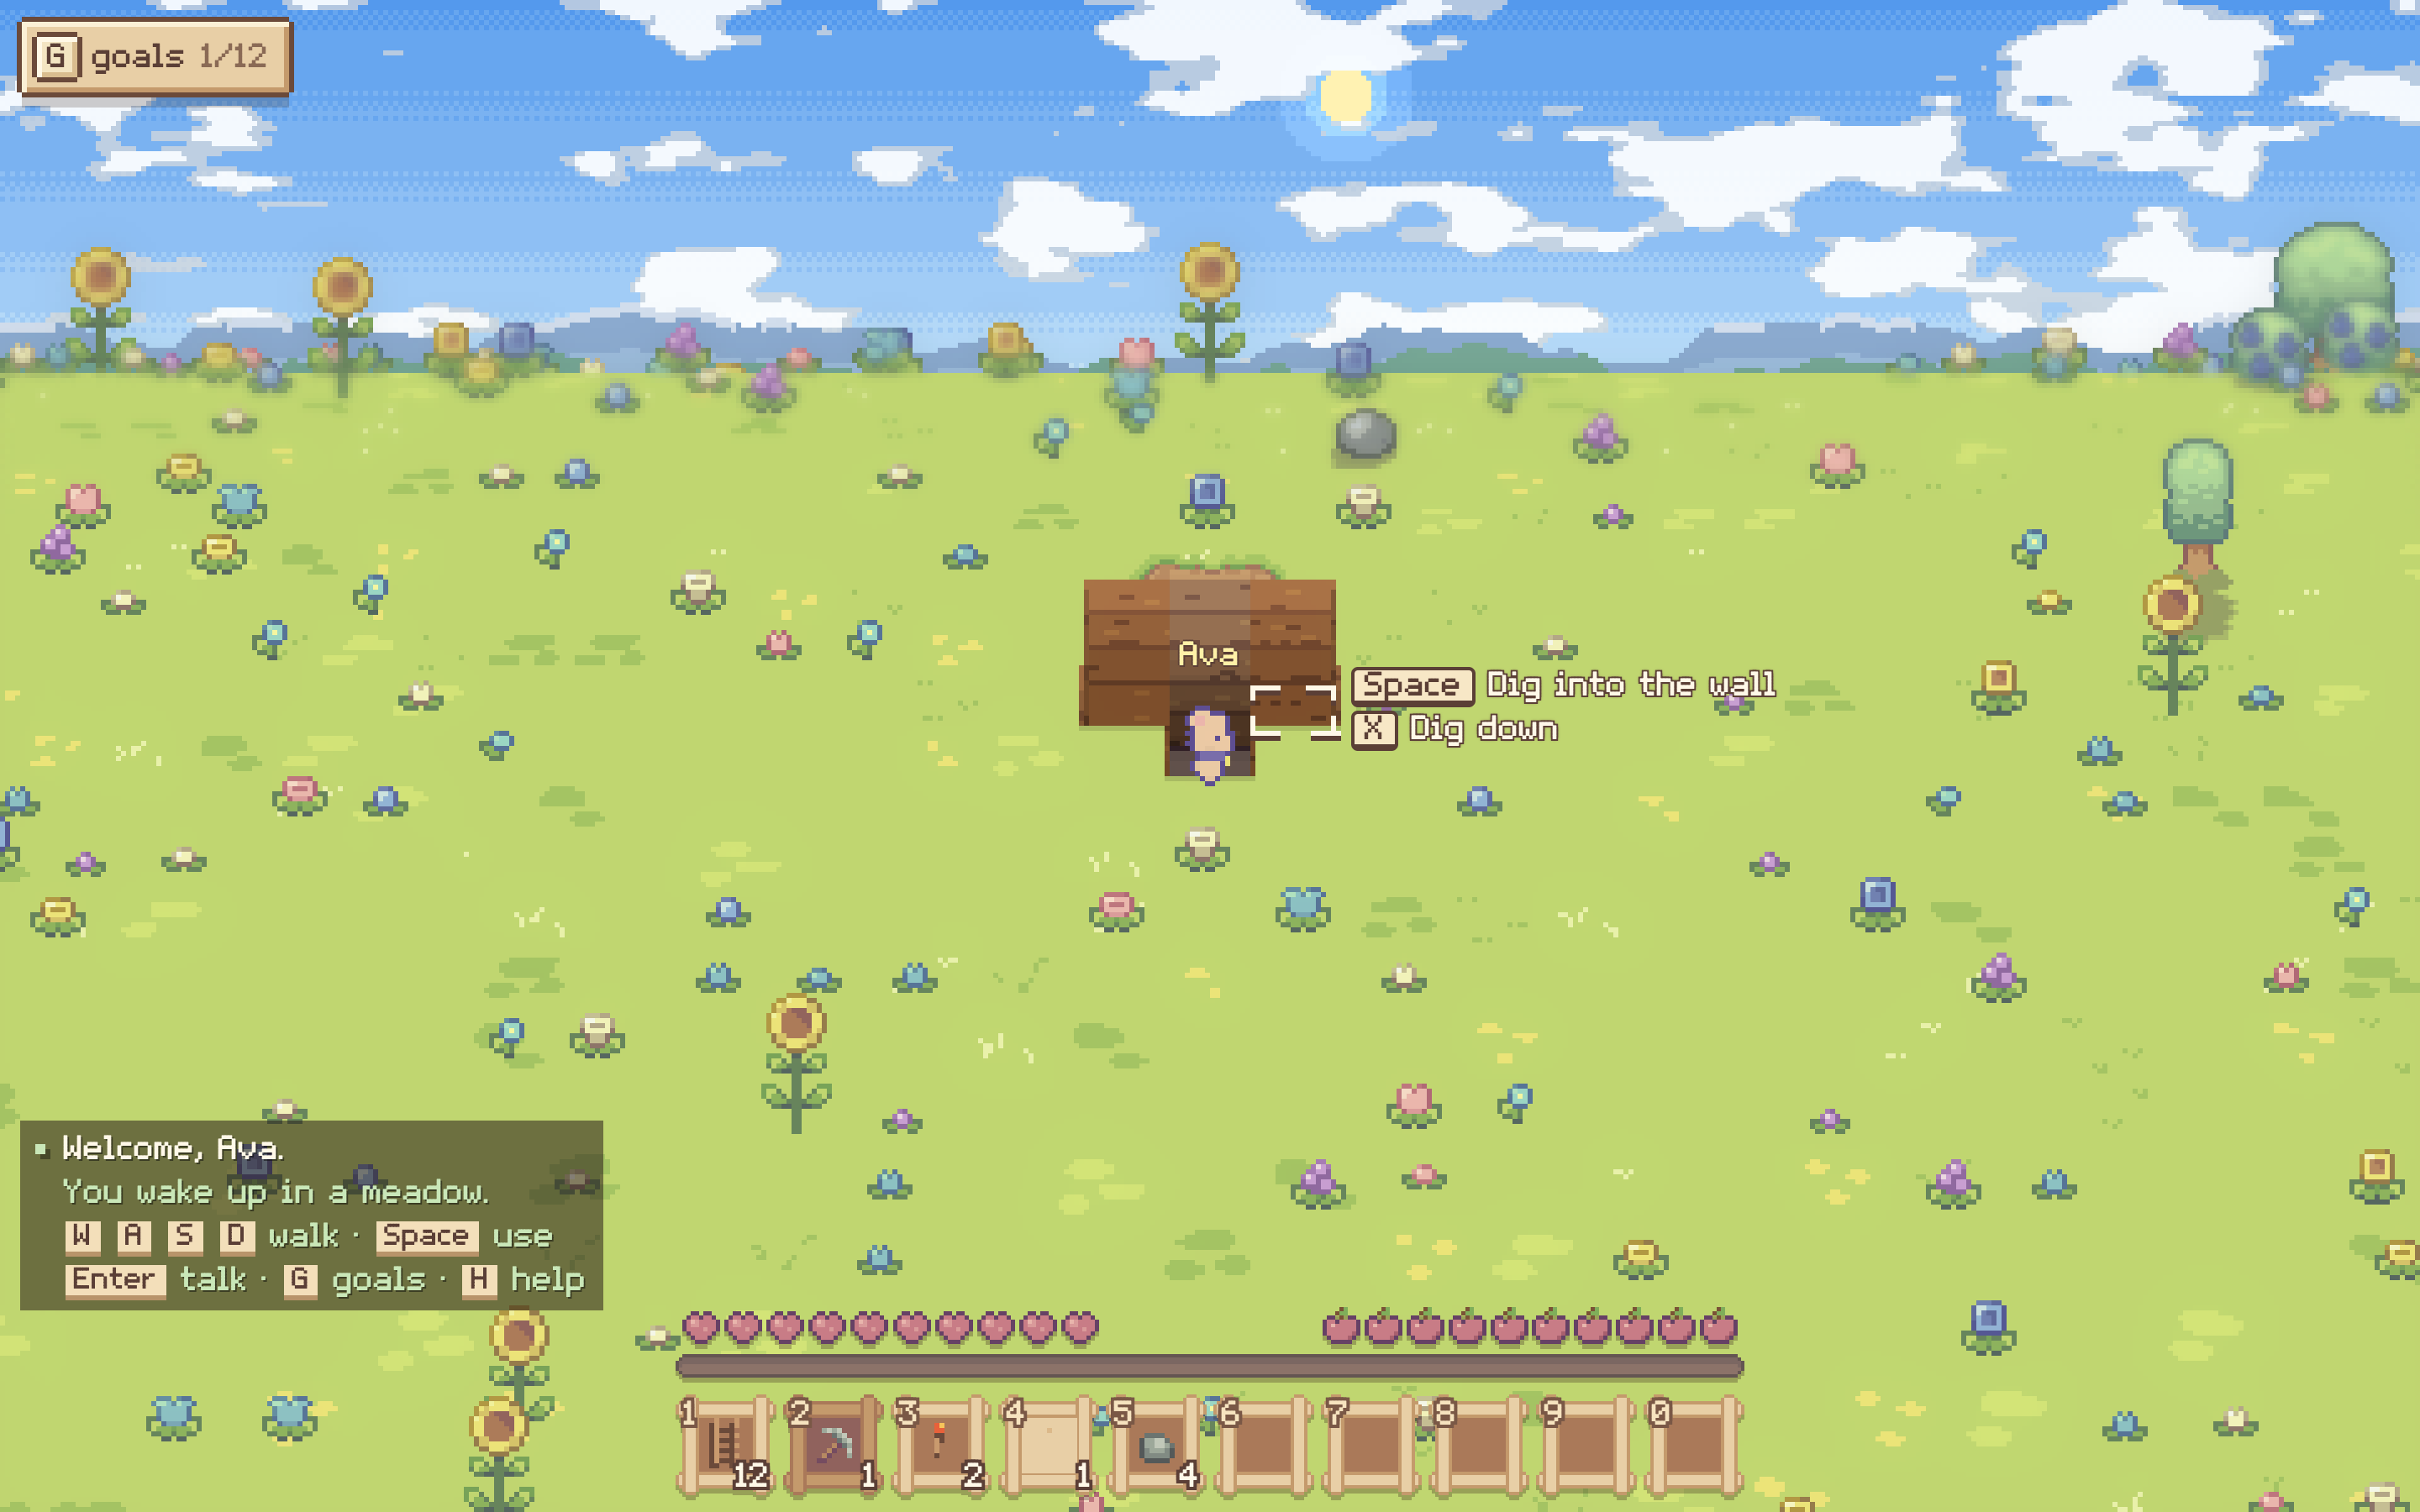 G goals 1/12
Ava
Space Dig into the wall
X Dig down
Welcome, Ava.
You wake up in a meadow.
W A S D walk · Space use
Enter talk · G goals · H help
1 2 3 4 5 6 7 8 9 0
12 1 2 1 4